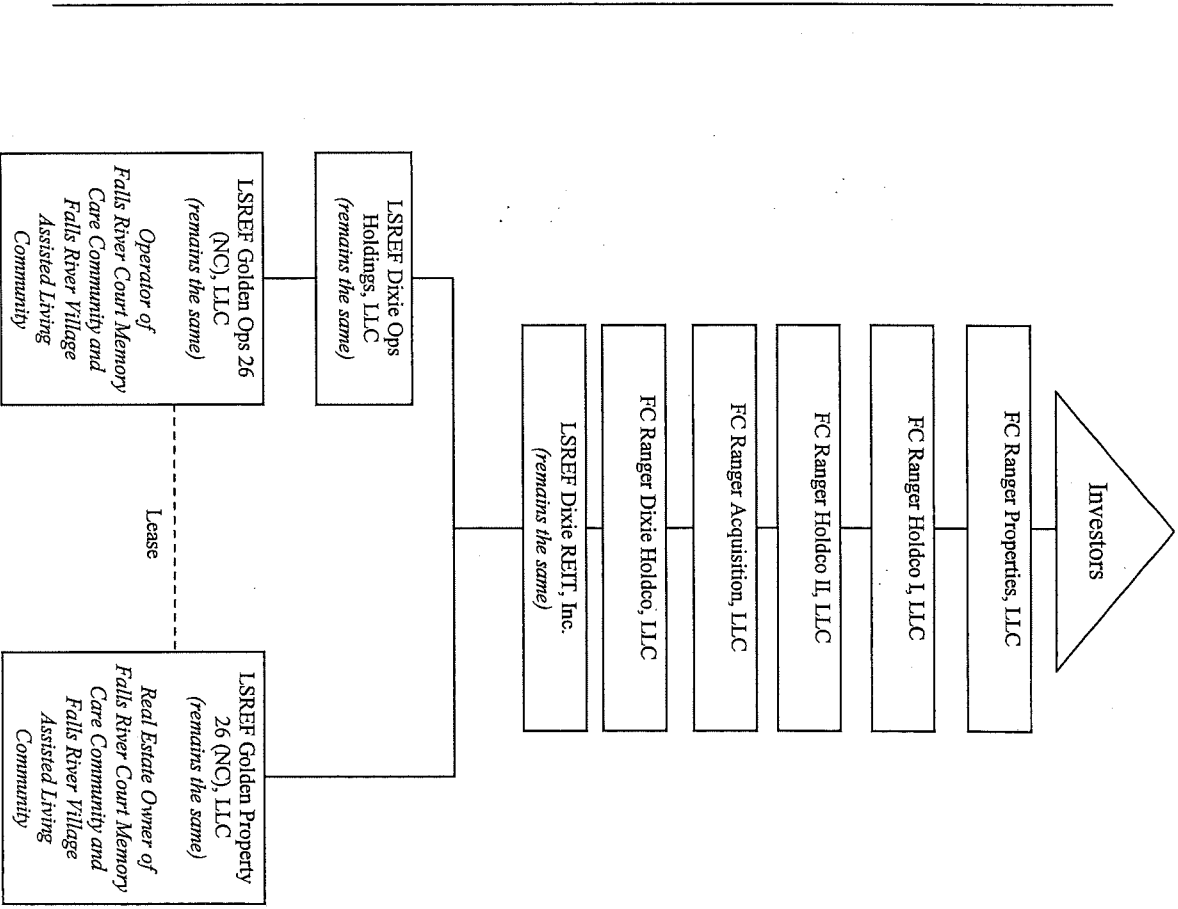 Investors
FC Ranger Properties, LLC
FC Ranger Holdco I, LLC
FC Ranger Holdco II, LLC
FC Ranger Acquisition, LLC
FC Ranger Dixie Holdco, LLC
LSREF Dixie REIT, Inc.
(remains the same)
LSREF Dixie Ops
Holdings, LLC
(remains the same)
LSREF Golden Ops 26
(NC), LLC
(remains the same)
Operator of
Falls River Court Memory
Care Community and
Falls River Village
Assisted Living
Community
Lease
LSREF Golden Property
26 (NC), LLC
(remains the same)
Real Estate Owner of
Falls River Court Memory
Care Community and
Falls River Village
Assisted Living
Community